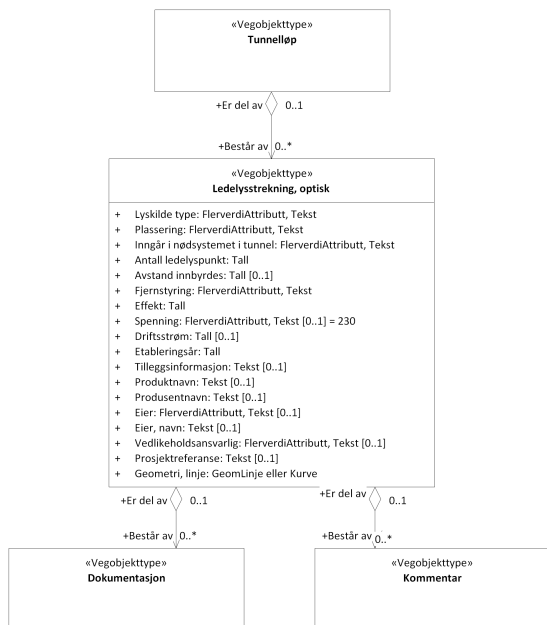 «Vegobjekttype»
Tunnelløp
+Er del av 0..1
+Består av 0..*
«Vegobjekttype»
Ledelysstrekning, optisk
+ Lyskilde type: FlerverdiAttributt, Tekst
+ Plassering: FlerverdiAttributt, Tekst
+ Inngår i nødsystemet i tunnel: FlerverdiAttributt, Tekst
+ Antall ledelyspunkt: Tall
+ Avstand innbyrdes: Tall [0..1]
+ Fjernstyring: FlerverdiAttributt, Tekst
+ Effekt: Tall
+ Spenning: FlerverdiAttributt, Tekst [0..1] = 230
+ Driftsstrøm: Tall [0..1]
+ Etableringsår: Tall
+ Tilleggsinformasjon: Tekst [0..1]
+ Produktnavn: Tekst [0..1]
+ Produsentnavn: Tekst [0..1]
+ Eier: FlerverdiAttributt, Tekst [0..1]
+ Eier, navn: Tekst [0..1]
+ Vedlikeholdsansvarlig: FlerverdiAttributt, Tekst [0..1]
+ Prosjektreferanse: Tekst [0..1]
+ Geometri, linje: GeomLinje eller Kurve
+Er del av 0..1 +Er del av 0..1
+Består av 0..* +Består av 0..*
«Vegobjekttype»
Dokumentasjon
«Vegobjekttype»
Kommentar